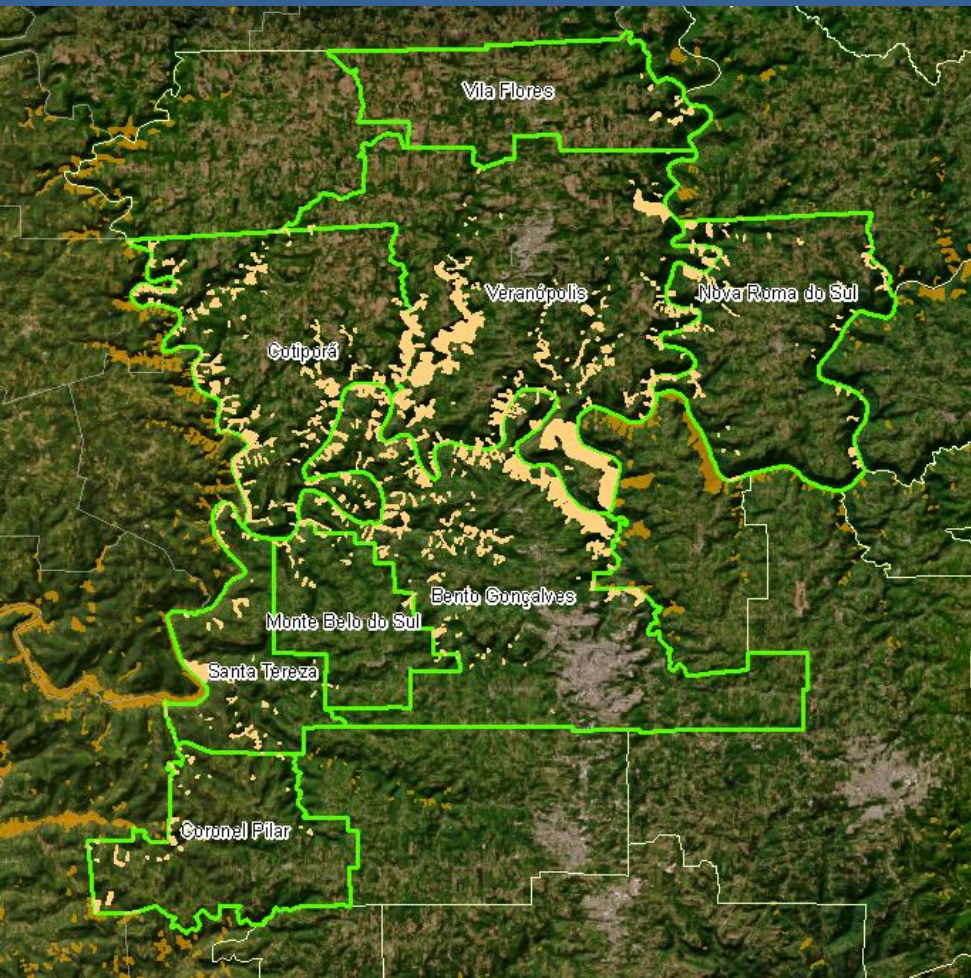 Vila Flores
Veranópolis
Nova Roma do Sul
Cotiporã
Bento Gonçalves
Monte Belo do Sul
Santa Tereza
Coronel Pilar